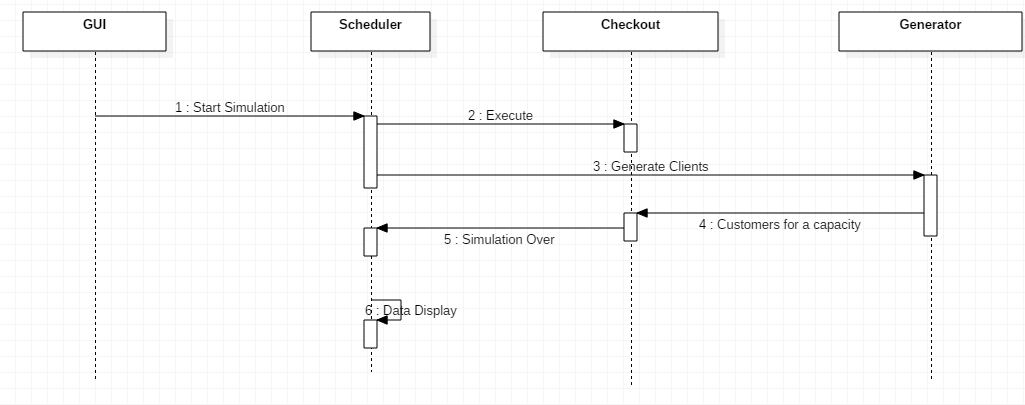 GUI
Scheduler
Checkout
Generator
1 : Start Simulation
2 : Execute
3 : Generate Clients
4 : Customers for a capacity
5 : Simulation Over
6 : Data Display